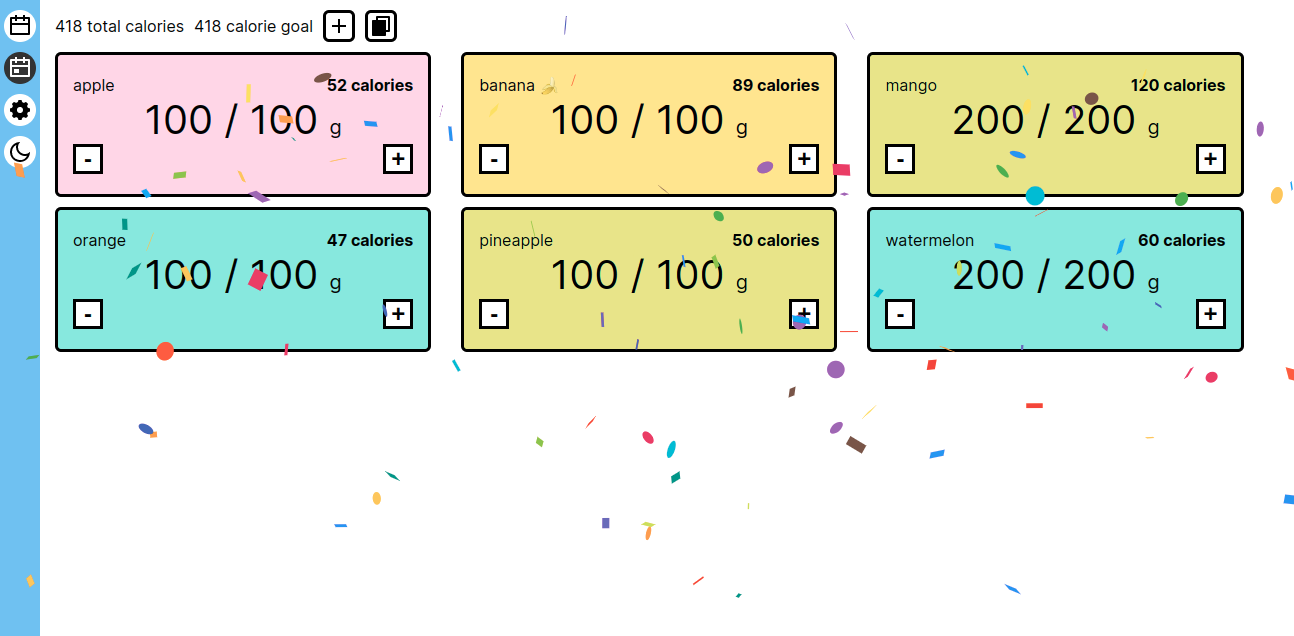 418 total calories 418 calorie goal +
apple 52 calories
100 / 100 g
- +
banana 🍌 89 calories
100 / 100 g
- +
mango 120 calories
200 / 200 g
- +
orange 47 calories
100 / 100 g
- +
pineapple 50 calories
100 / 100 g
- +
watermelon 60 calories
200 / 200 g
- +